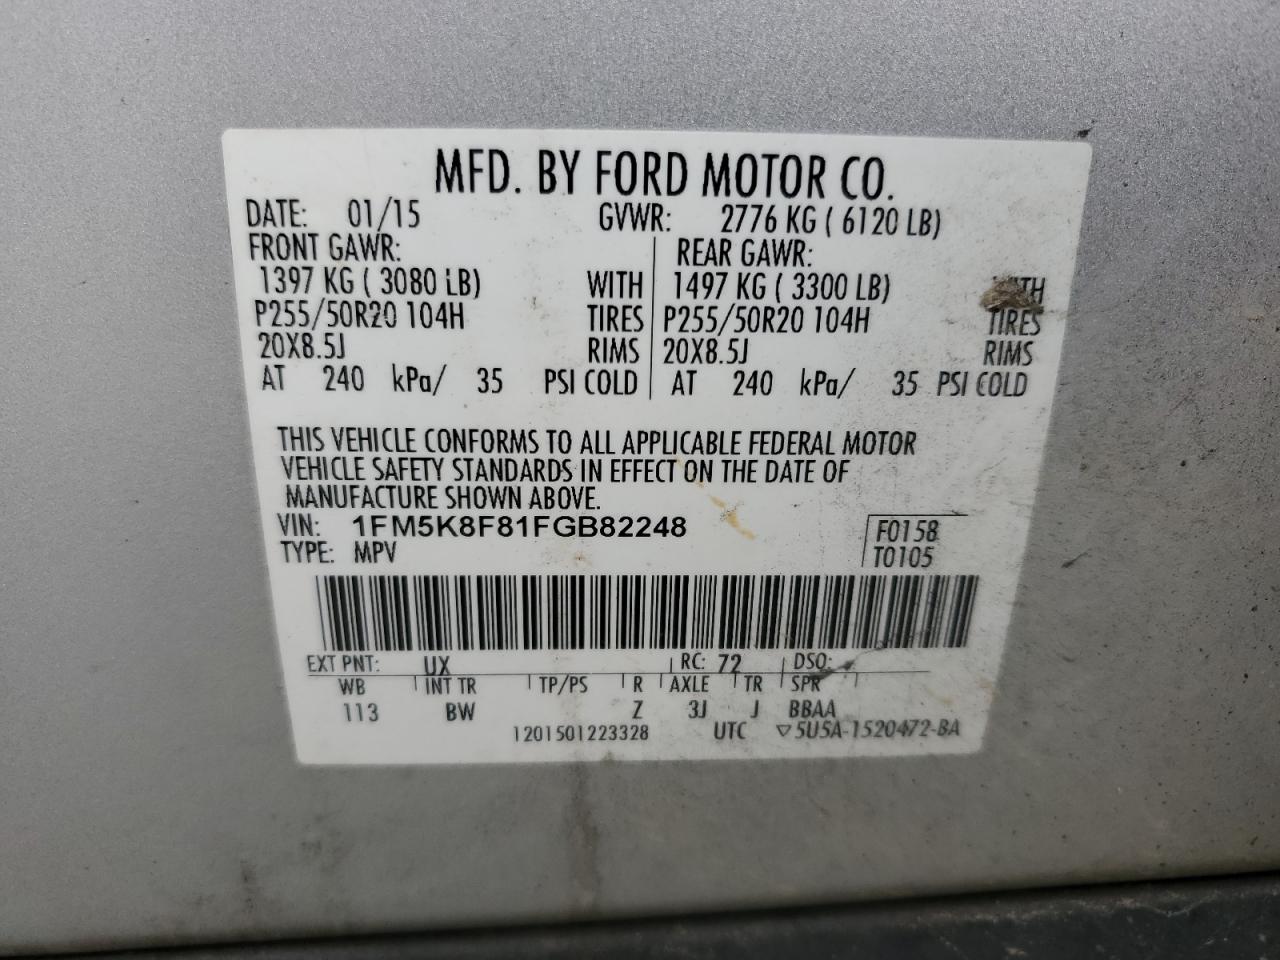 MFD. BY FORD MOTOR CO.
DATE: 01/15 GVWR: 2776 KG ( 6120 LB)
FRONT GAWR: REAR GAWR:
1397 KG ( 3080 LB) WITH 1497 KG ( 3300 LB) WITH
P255/50R20 104H TIRES P255/50R20 104H TIRES
20X8.5J RIMS 20X8.5J RIMS
AT 240 kPa/ 35 PSI COLD AT 240 kPa/ 35 PSI COLD
THIS VEHICLE CONFORMS TO ALL APPLICABLE FEDERAL MOTOR
VEHICLE SAFETY STANDARDS IN EFFECT ON THE DATE OF
MANUFACTURE SHOWN ABOVE.
VIN: 1FM5K8F81FGB82248 F0158
TYPE: MPV T0105
EXT PNT: UX RC: 72 DSO:
WB INT TR TP/PS R AXLE TR SPR
113 BW Z 3J J BBAA
1201501223328 UTC ▽5U5A-1520472-BA